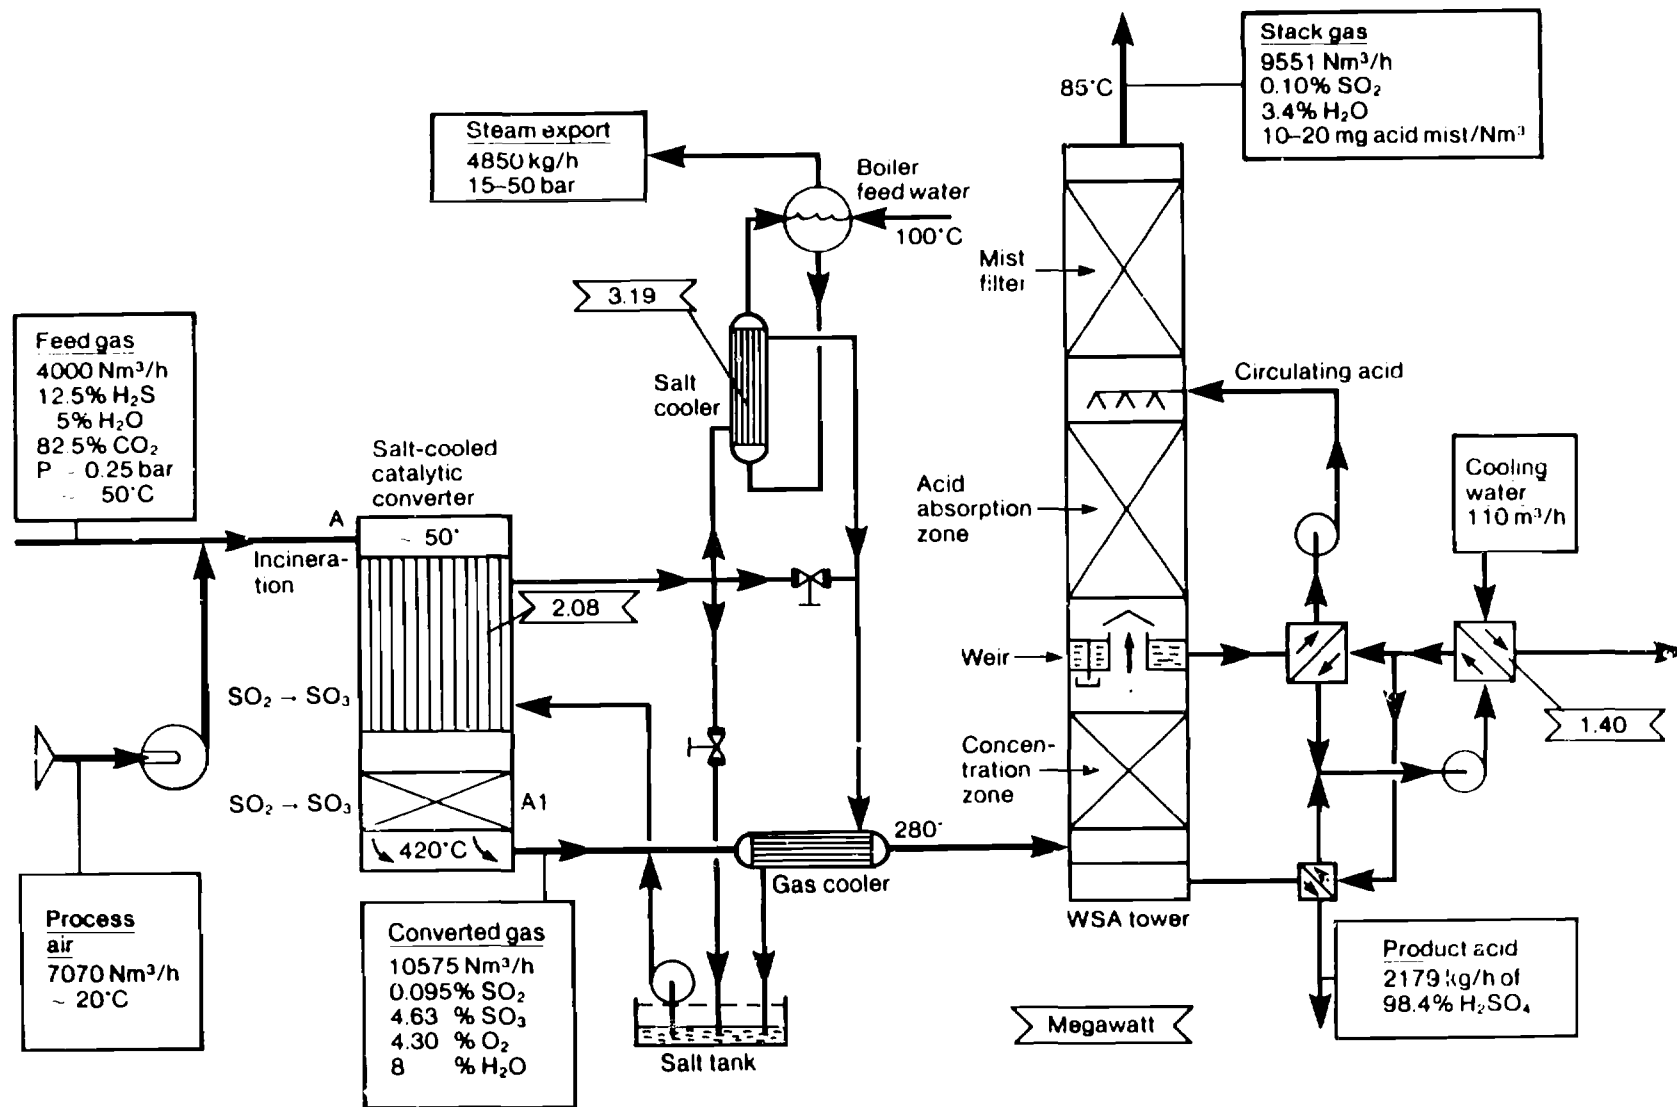 Stack gas
9551 Nm³/h
0.10% SO₂
3.4% H₂O
10–20 mg acid mist/Nm³
85°C
Steam export
4850 kg/h
15–50 bar
Boiler
feed water
100°C
Mist
filter
3.19
Feed gas
4000 Nm³/h
12.5% H₂S
5% H₂O
82.5% CO₂
P ~ 0.25 bar
~ 50°C
Salt
cooler
Circulating acid
Salt-cooled
catalytic
converter
Cooling
water
110 m³/h
Acid
absorption
zone
A
~ 50°
Incinera-
tion
2.08
Weir
SO₂ → SO₃
1.40
Concen-
tration
zone
SO₂ → SO₃
A1
420°C
280°
Gas cooler
WSA tower
Process
air
7070 Nm³/h
~ 20°C
Converted gas
10575 Nm³/h
0.095% SO₂
4.63 % SO₃
4.30 % O₂
8 % H₂O
Product acid
2179 kg/h of
98.4% H₂SO₄
Megawatt
Salt tank